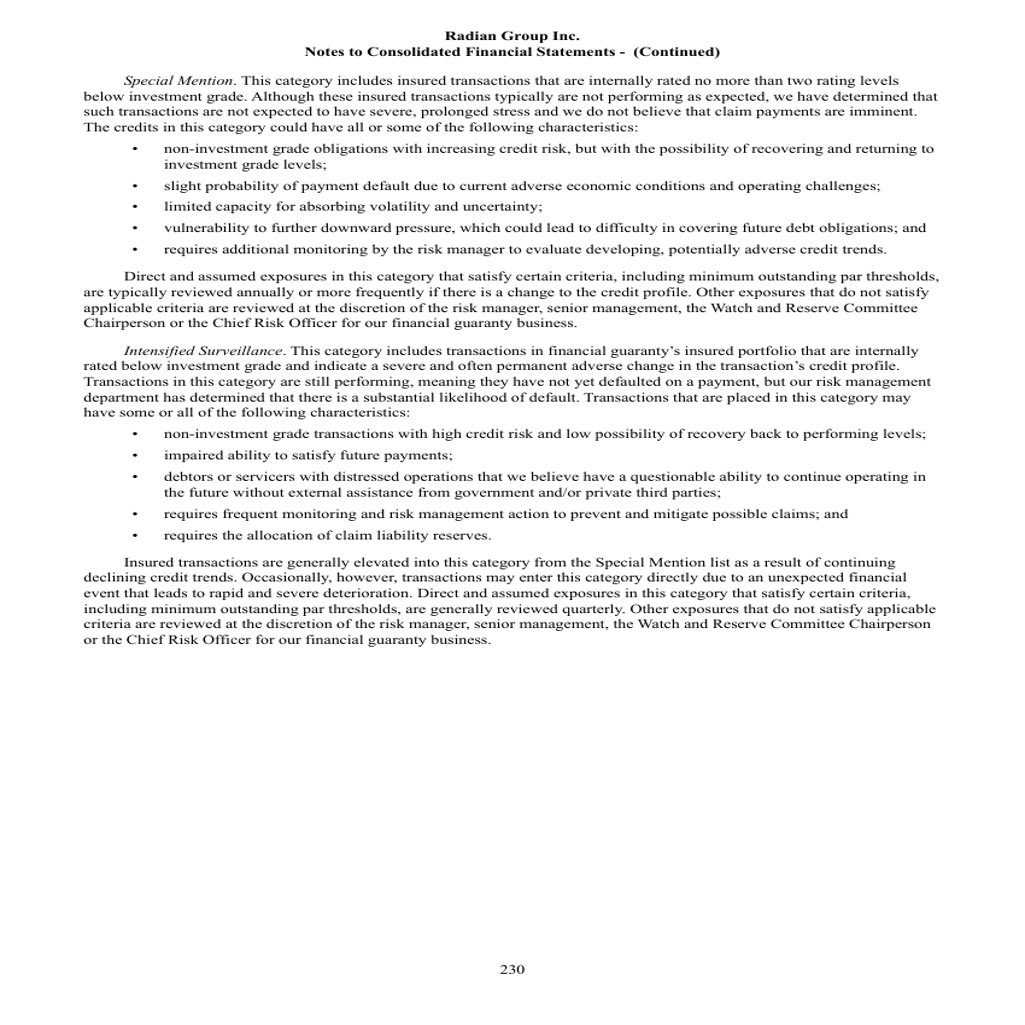 Radian Group Inc.
Notes to Consolidated Financial Statements - (Continued)
Special Mention. This category includes insured transactions that are internally rated no more than two rating levels
below investment grade. Although these insured transactions typically are not performing as expected, we have determined that
such transactions are not expected to have severe, prolonged stress and we do not believe that claim payments are imminent.
The credits in this category could have all or some of the following characteristics:
• non-investment grade obligations with increasing credit risk, but with the possibility of recovering and returning to
investment grade levels;
• slight probability of payment default due to current adverse economic conditions and operating challenges;
• limited capacity for absorbing volatility and uncertainty;
• vulnerability to further downward pressure, which could lead to difficulty in covering future debt obligations; and
• requires additional monitoring by the risk manager to evaluate developing, potentially adverse credit trends.
Direct and assumed exposures in this category that satisfy certain criteria, including minimum outstanding par thresholds,
are typically reviewed annually or more frequently if there is a change to the credit profile. Other exposures that do not satisfy
applicable criteria are reviewed at the discretion of the risk manager, senior management, the Watch and Reserve Committee
Chairperson or the Chief Risk Officer for our financial guaranty business.
Intensified Surveillance. This category includes transactions in financial guaranty's insured portfolio that are internally
rated below investment grade and indicate a severe and often permanent adverse change in the transaction's credit profile.
Transactions in this category are still performing, meaning they have not yet defaulted on a payment, but our risk management
department has determined that there is a substantial likelihood of default. Transactions that are placed in this category may
have some or all of the following characteristics:
• non-investment grade transactions with high credit risk and low possibility of recovery back to performing levels;
• impaired ability to satisfy future payments;
• debtors or servicers with distressed operations that we believe have a questionable ability to continue operating in
the future without external assistance from government and/or private third parties;
• requires frequent monitoring and risk management action to prevent and mitigate possible claims; and
• requires the allocation of claim liability reserves.
Insured transactions are generally elevated into this category from the Special Mention list as a result of continuing
declining credit trends. Occasionally, however, transactions may enter this category directly due to an unexpected financial
event that leads to rapid and severe deterioration. Direct and assumed exposures in this category that satisfy certain criteria,
including minimum outstanding par thresholds, are generally reviewed quarterly. Other exposures that do not satisfy applicable
criteria are reviewed at the discretion of the risk manager, senior management, the Watch and Reserve Committee Chairperson
or the Chief Risk Officer for our financial guaranty business.
230